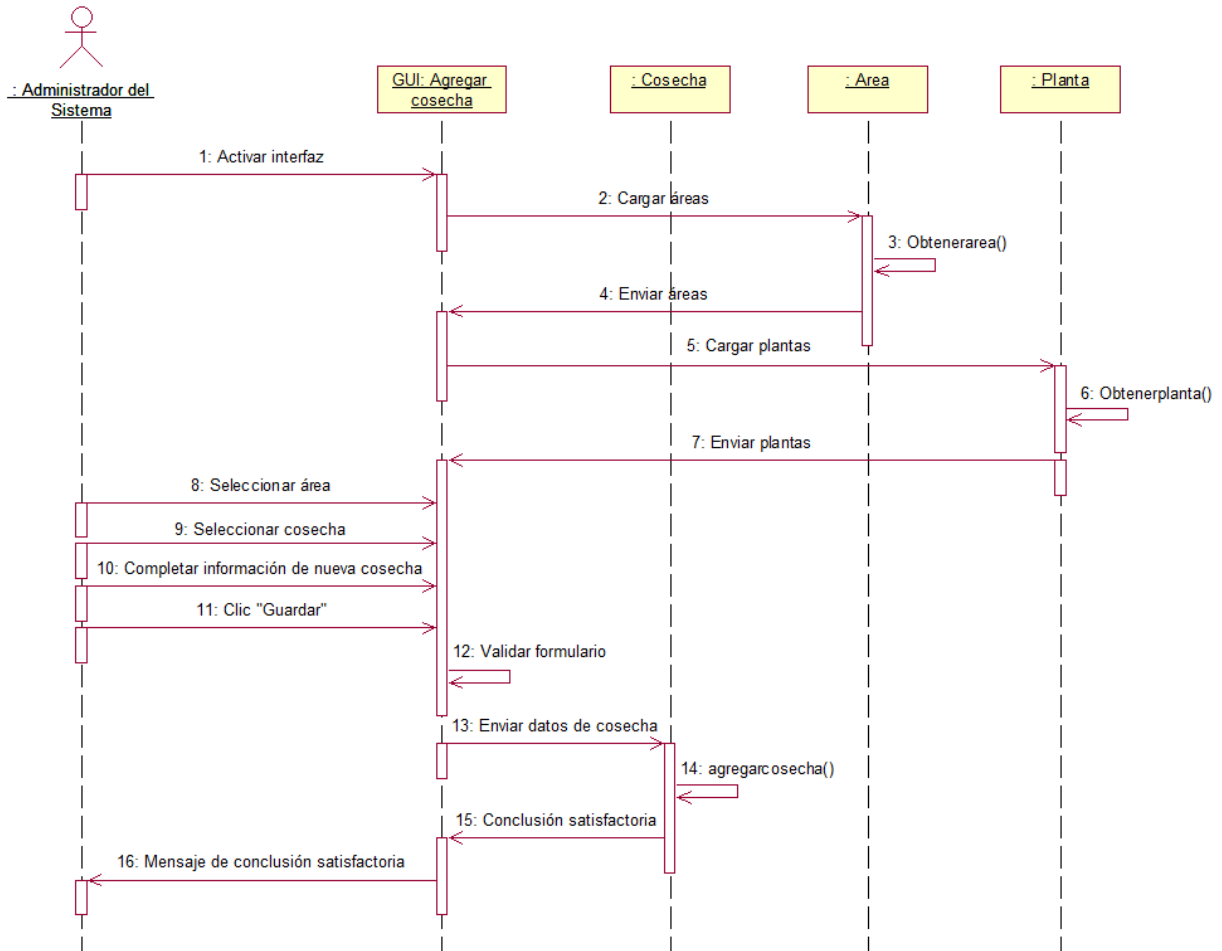 : Administrador del
Sistema
GUI: Agregar
cosecha
: Cosecha
: Area
: Planta
1: Activar interfaz
2: Cargar áreas
3: Obtenerarea()
4: Enviar áreas
5: Cargar plantas
6: Obtenerplanta()
7: Enviar plantas
8: Seleccionar área
9: Seleccionar cosecha
10: Completar información de nueva cosecha
11: Clic "Guardar"
12: Validar formulario
13: Enviar datos de cosecha
14: agregarcosecha()
15: Conclusión satisfactoria
16: Mensaje de conclusión satisfactoria